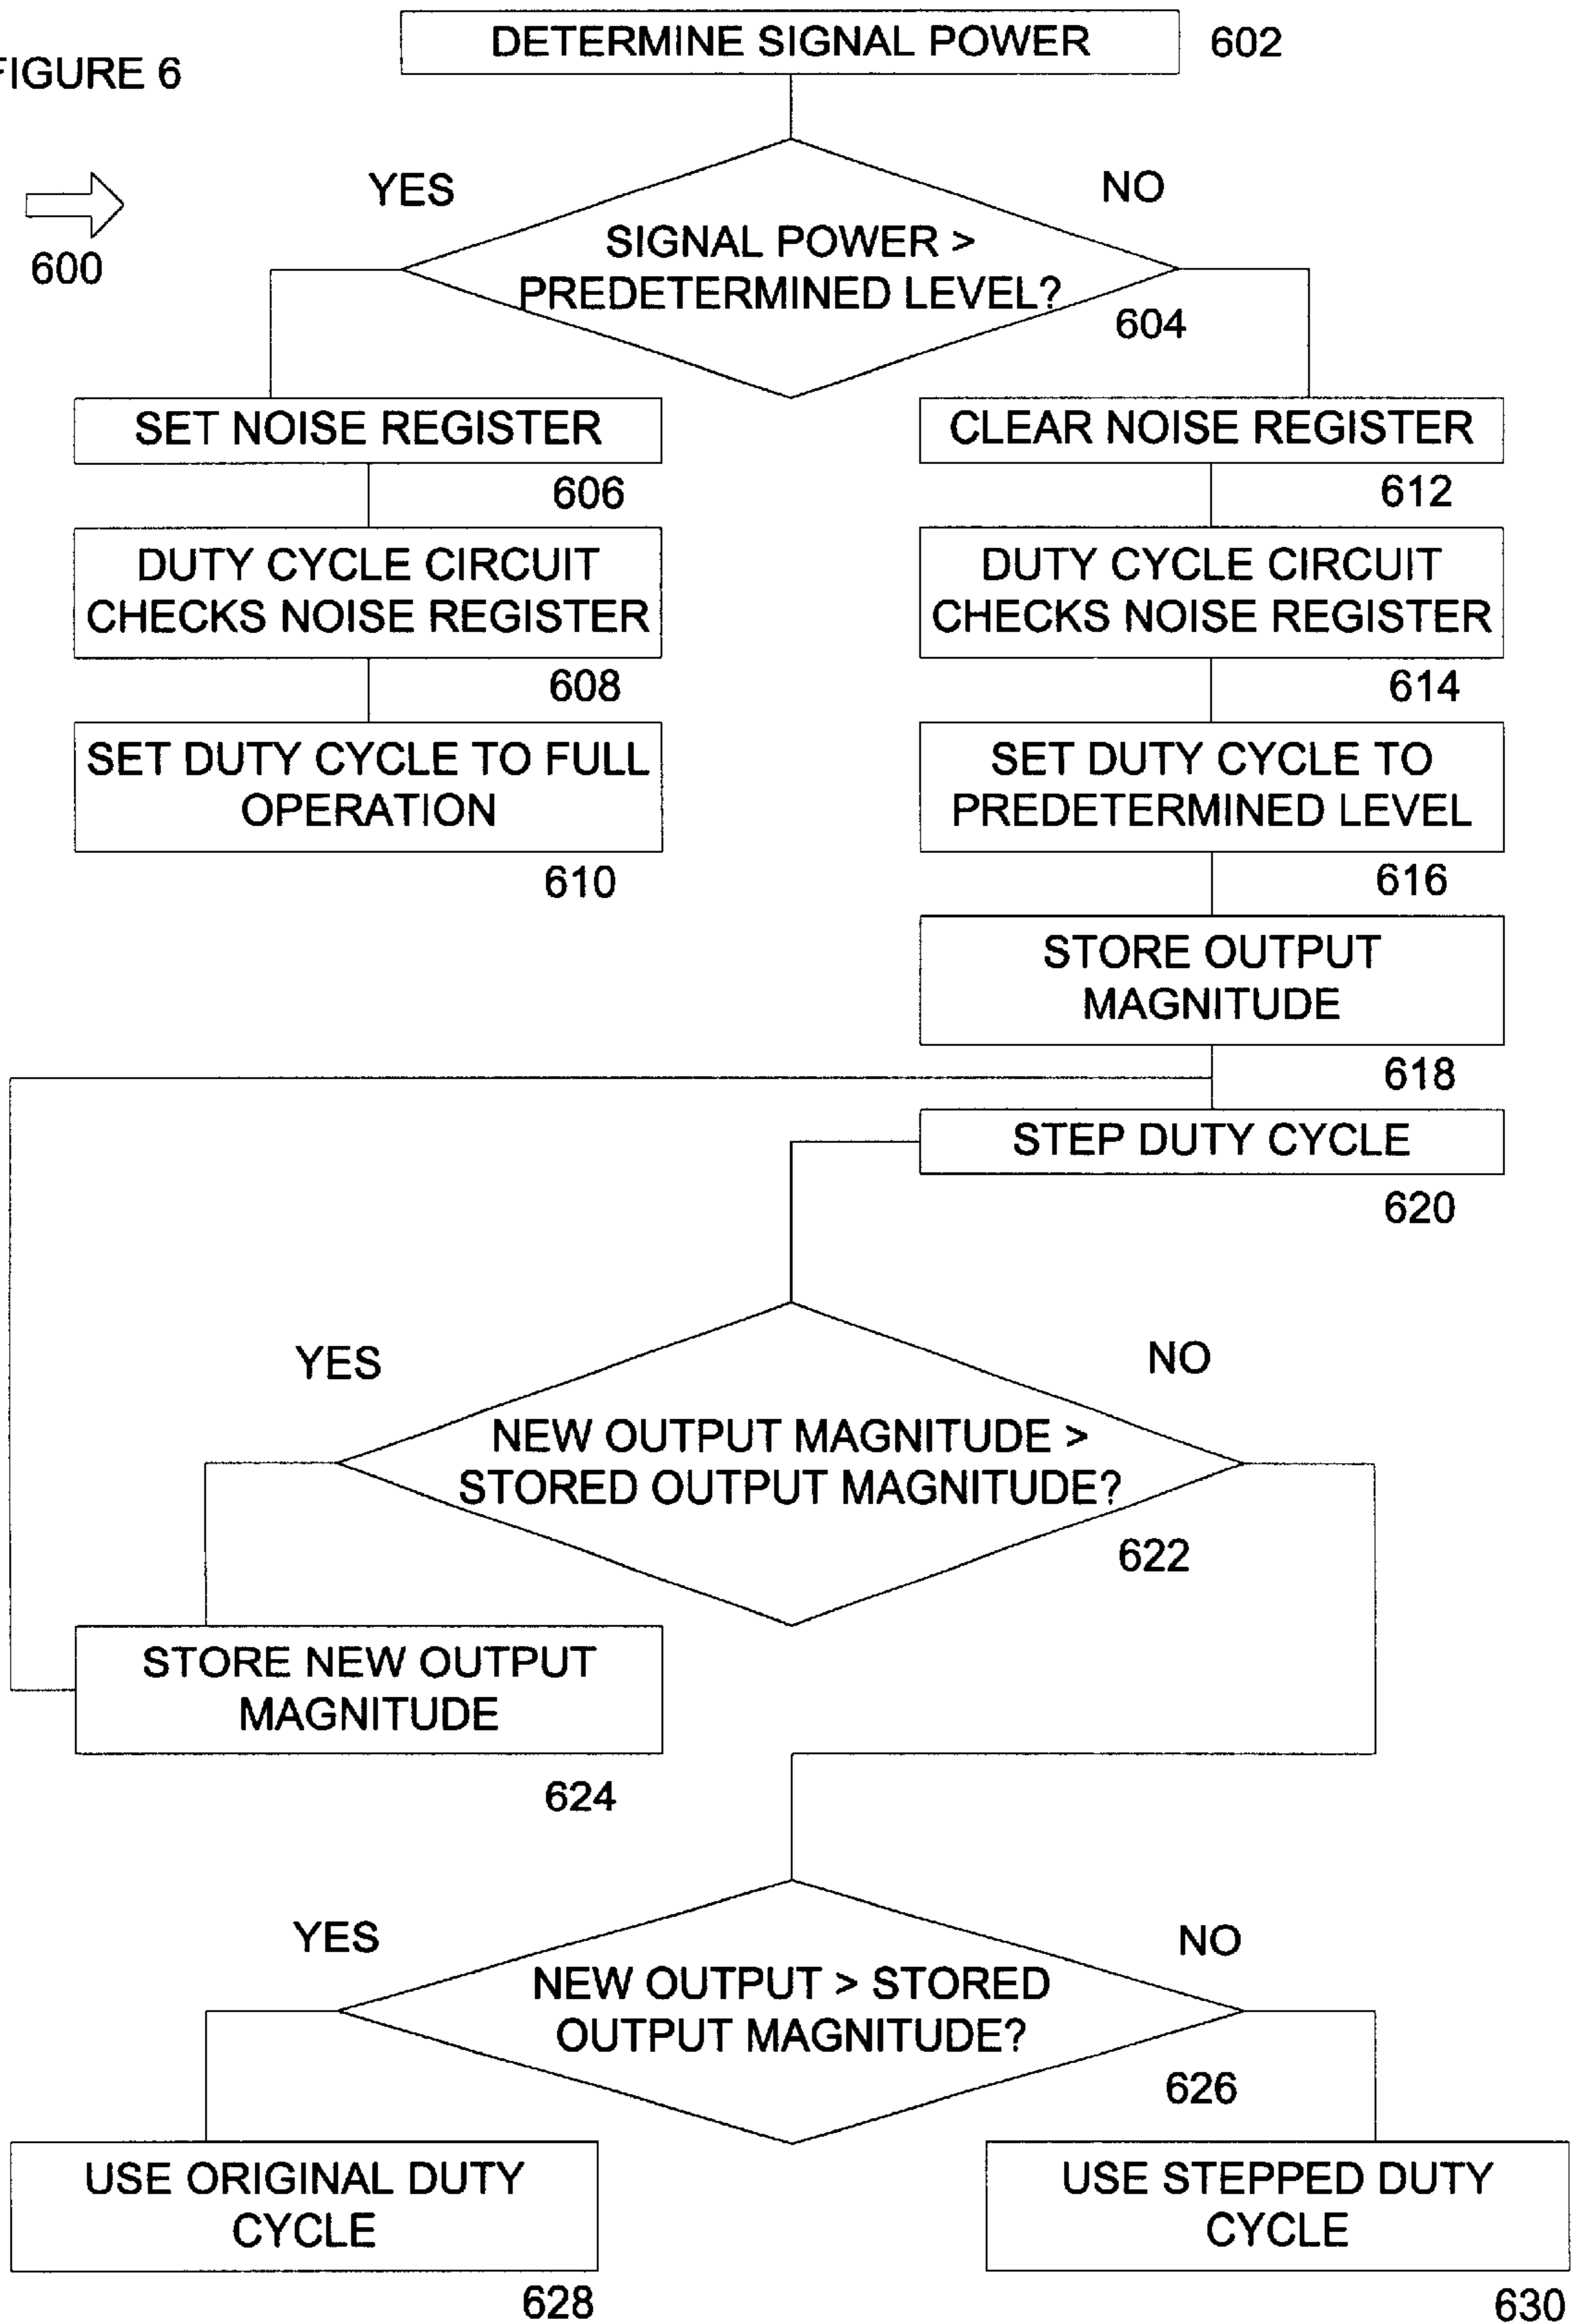 FIGURE 6
DETERMINE SIGNAL POWER
602
600
YES
NO
SIGNAL POWER >
PREDETERMINED LEVEL?
604
SET NOISE REGISTER
606
DUTY CYCLE CIRCUIT
CHECKS NOISE REGISTER
608
SET DUTY CYCLE TO FULL
OPERATION
610
CLEAR NOISE REGISTER
612
DUTY CYCLE CIRCUIT
CHECKS NOISE REGISTER
614
SET DUTY CYCLE TO
PREDETERMINED LEVEL
616
STORE OUTPUT
MAGNITUDE
618
STEP DUTY CYCLE
620
YES
NO
NEW OUTPUT MAGNITUDE >
STORED OUTPUT MAGNITUDE?
622
STORE NEW OUTPUT
MAGNITUDE
624
YES
NO
NEW OUTPUT > STORED
OUTPUT MAGNITUDE?
626
USE ORIGINAL DUTY
CYCLE
628
USE STEPPED DUTY
CYCLE
630